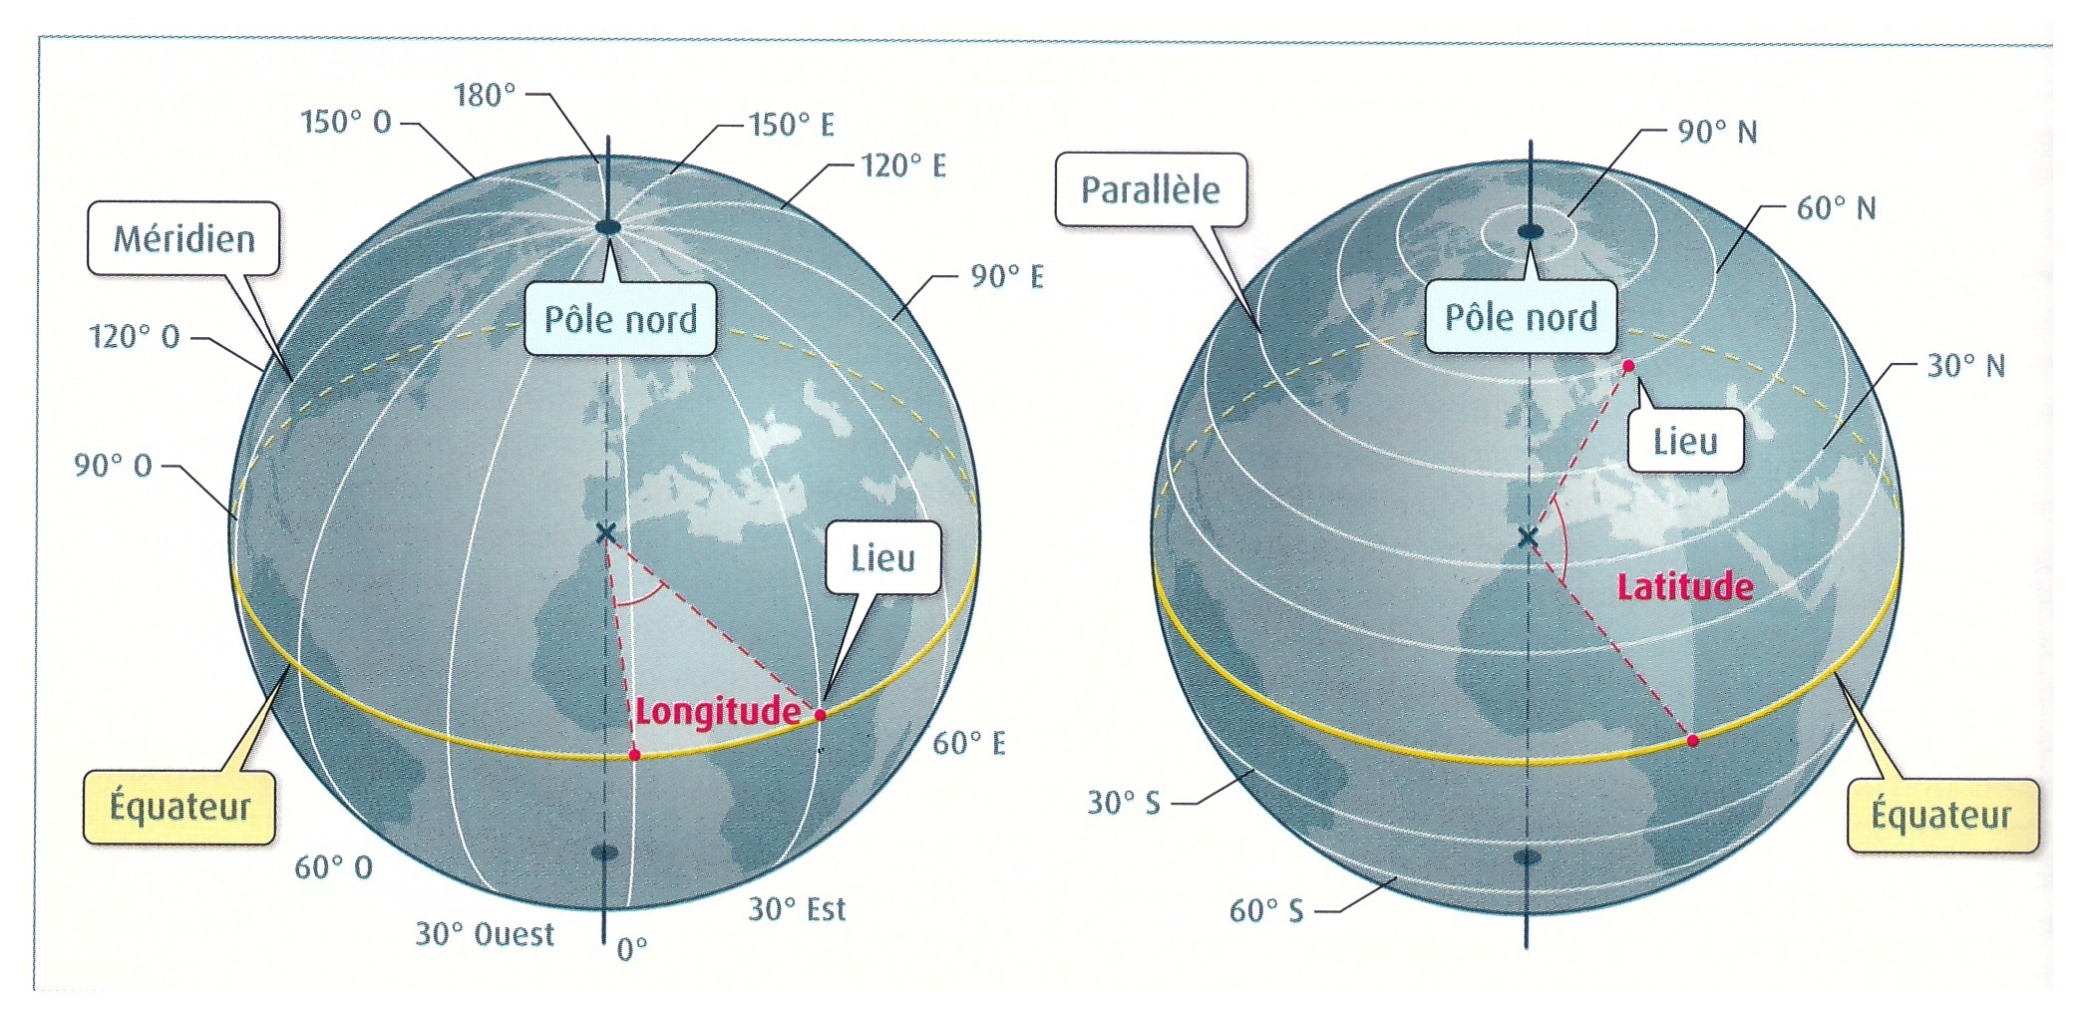 180°
150° O
150° E
120° E
Méridien
90° E
Pôle nord
120° O
90° O
Lieu
Longitude
60° E
Équateur
60° O
30° Est
30° Ouest
0°
90° N
Parallèle
60° N
Pôle nord
30° N
Lieu
Latitude
30° S
Équateur
60° S